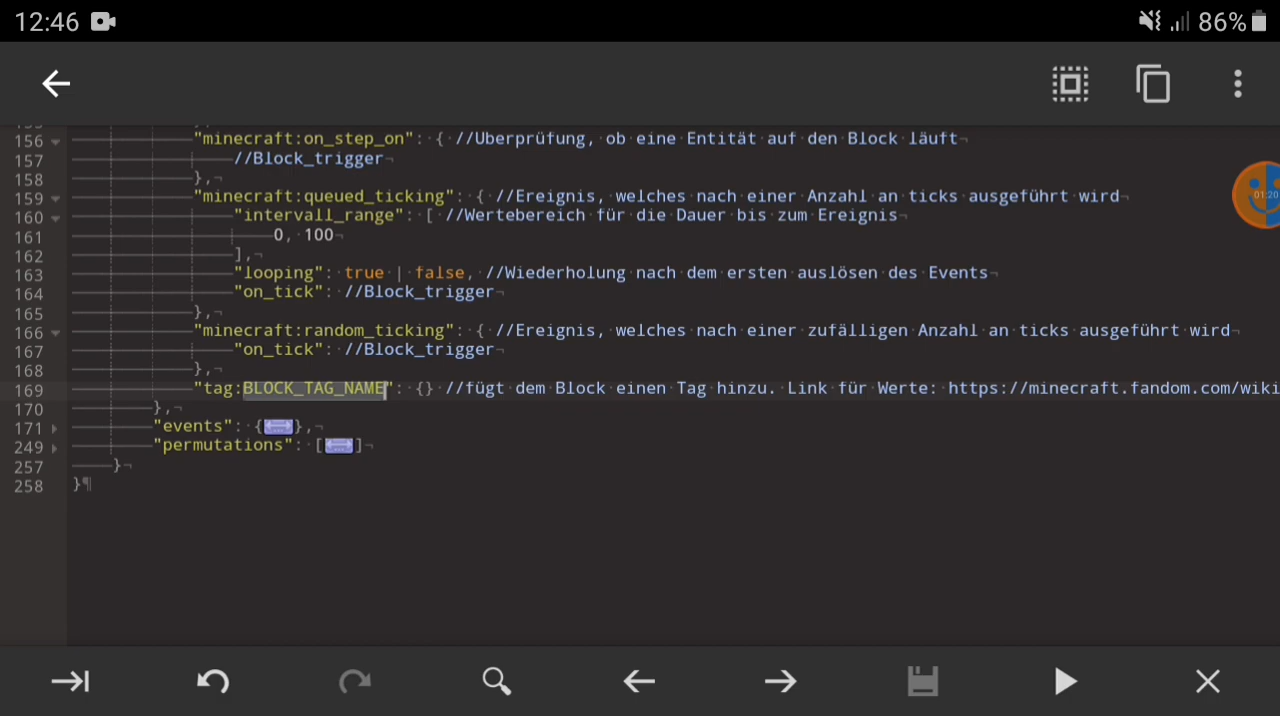 12:46 86%
156 "minecraft:on_step_on": { //Uberprüfung, ob eine Entität auf den Block läuft
157 //Block_trigger
158 },
159 "minecraft:queued_ticking": { //Ereignis, welches nach einer Anzahl an ticks ausgeführt wird
160 "intervall_range": [ //Wertebereich für die Dauer bis zum Ereignis
161 0, 100
162 ],
163 "looping": true | false, //Wiederholung nach dem ersten auslösen des Events
164 "on_tick": //Block_trigger
165 },
166 "minecraft:random_ticking": { //Ereignis, welches nach einer zufälligen Anzahl an ticks ausgeführt wird
167 "on_tick": //Block_trigger
168 },
169 "tag:BLOCK_TAG_NAME": {} //fügt dem Block einen Tag hinzu. Link für Werte: https://minecraft.fandom.com/wiki
170 },
171 "events": {},
249 "permutations": []
257 }
258 }
01:20